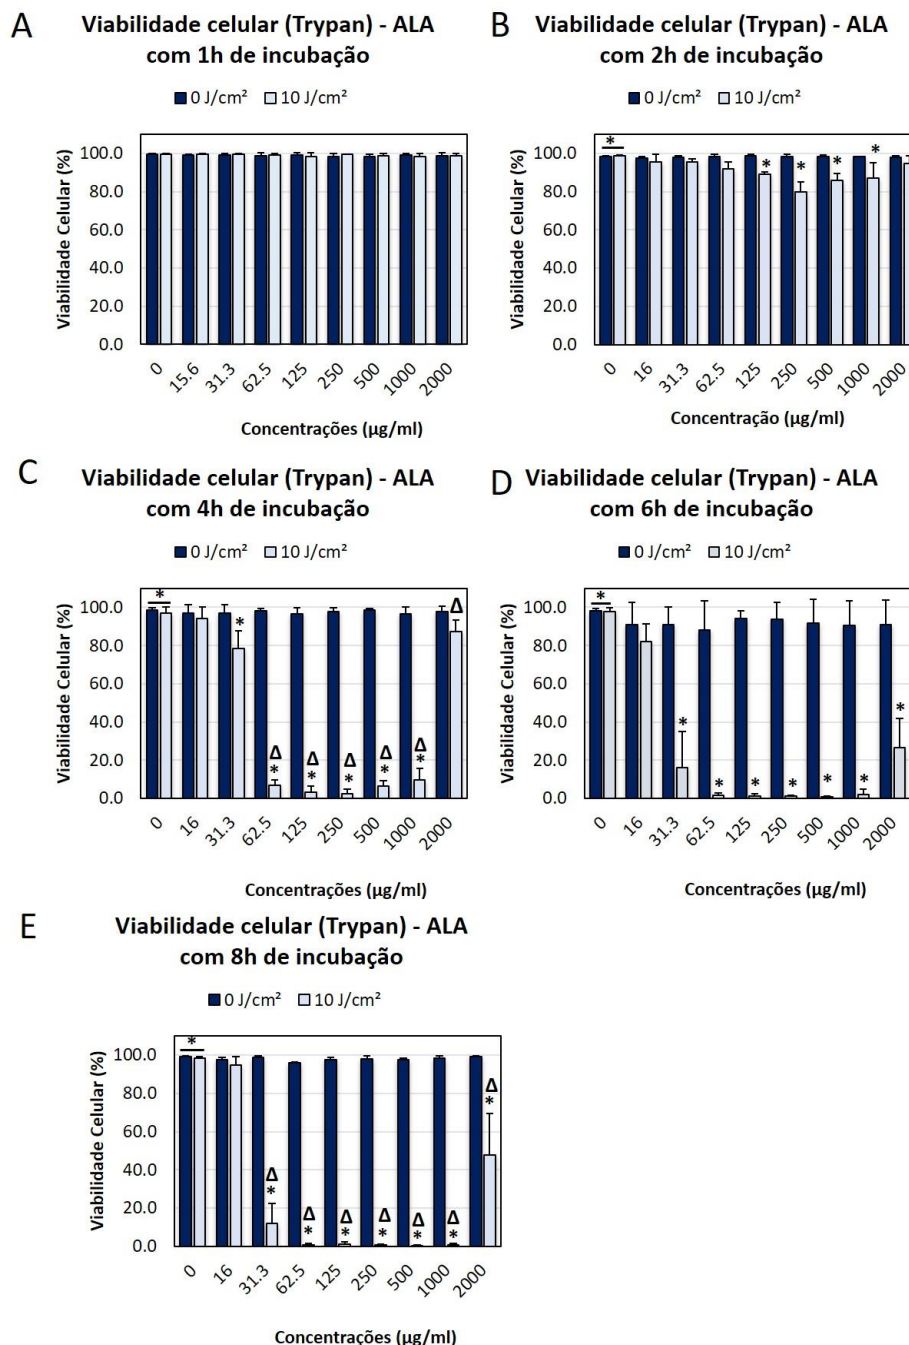 A
Viabilidade celular (Trypan) - ALA
com 1h de incubação
0 J/cm² 10 J/cm²
Viabilidade Celular (%)
100.0
80.0
60.0
40.0
20.0
0.0
0 15.6 31.3 62.5 125 250 500 1000 2000
Concentrações (µg/ml)
B
Viabilidade celular (Trypan) - ALA
com 2h de incubação
0 J/cm² 10 J/cm²
Viabilidade Celular (%)
100.0
80.0
60.0
40.0
20.0
0.0
* * * * *
0 16 31.3 62.5 125 250 500 1000 2000
Concentração (µg/ml)
C
Viabilidade celular (Trypan) - ALA
com 4h de incubação
0 J/cm² 10 J/cm²
Viabilidade Celular (%)
100.0
80.0
60.0
40.0
20.0
0.0
* * Δ
Δ Δ Δ Δ Δ
* * * * *
0 16 31.3 62.5 125 250 500 1000 2000
Concentrações (µg/ml)
D
Viabilidade celular (Trypan) - ALA
com 6h de incubação
0 J/cm² 10 J/cm²
Viabilidade Celular (%)
100.0
80.0
60.0
40.0
20.0
0.0
* * * * * * * *
0 16 31.3 62.5 125 250 500 1000 2000
Concentrações (µg/ml)
E
Viabilidade celular (Trypan) - ALA
com 8h de incubação
0 J/cm² 10 J/cm²
Viabilidade Celular (%)
100.0
80.0
60.0
40.0
20.0
0.0
*
Δ Δ Δ Δ Δ Δ Δ
* * * * * * *
0 16 31.3 62.5 125 250 500 1000 2000
Concentrações (µg/ml)